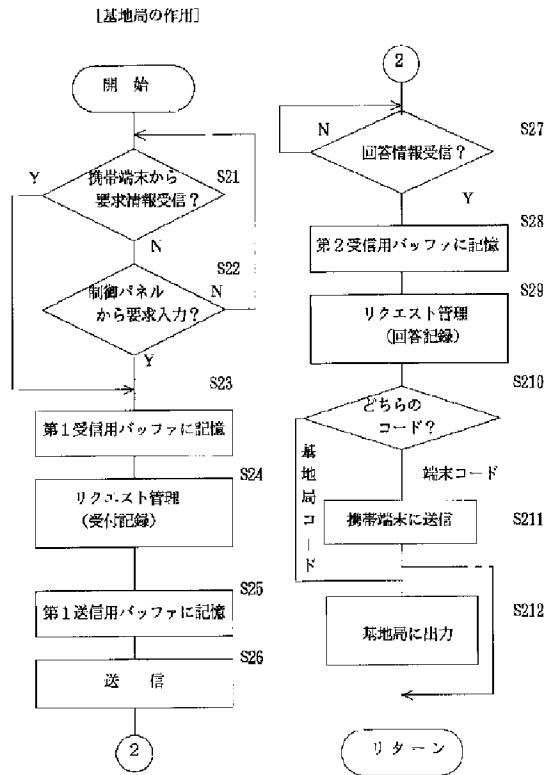 [基地局の作用]
開 始
S21
Y
携帯端末から
要求情報受信？
N
S22
制御パネル
から要求入力？
N
Y
S23
第1受信用バッファに記憶
S24
リクエスト管理
(受付記録)
S25
第1送信用バッファに記憶
S26
送 信
2
2
S27
N
回答情報受信？
Y
S28
第2受信用バッファに記憶
S29
リクエスト管理
(回答記録)
S210
どちらの
コード？
基地局コード
端末コード
S211
携帯端末に送信
S212
基地局に出力
リターン